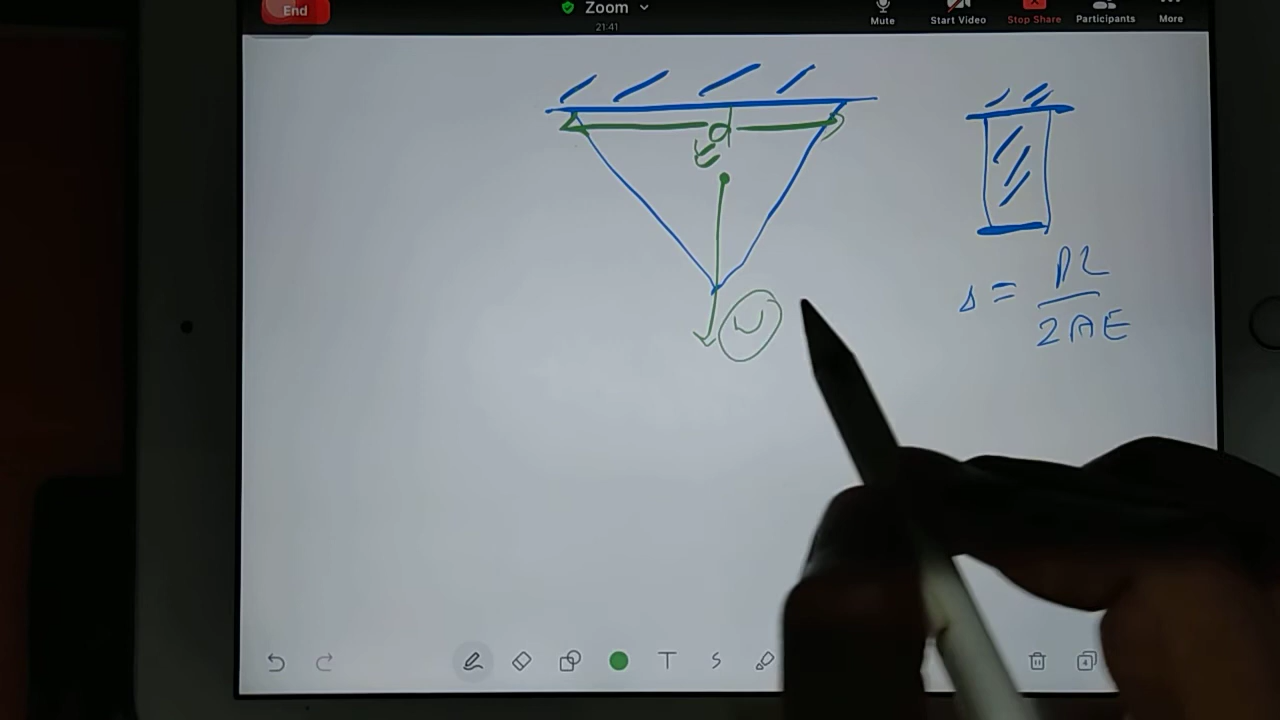 End
Zoom
21:41
Mute
Start Video
Stop Share
Participants
More
d
W
Δ = PL
2AE
T